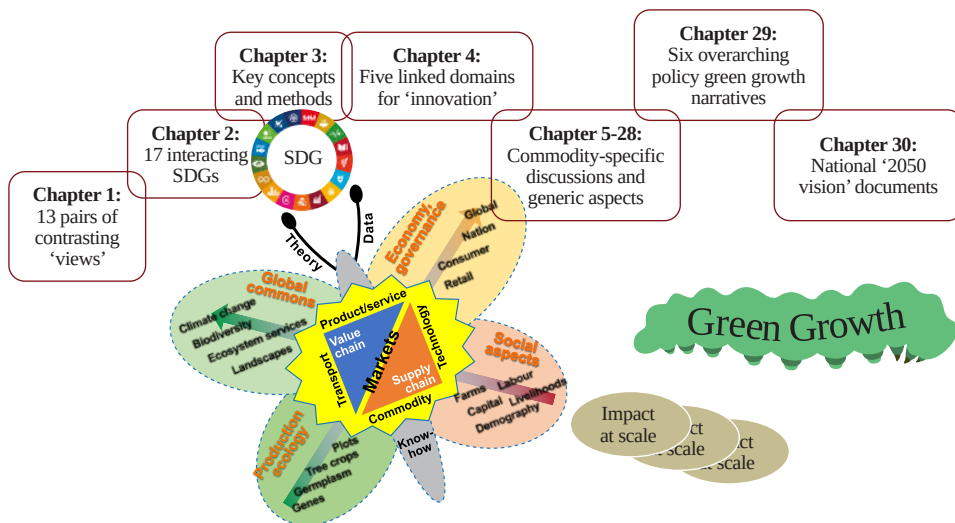 Chapter 1:
13 pairs of
contrasting
‘views’
Chapter 2:
17 interacting
SDGs
Chapter 3:
Key concepts
and methods
Chapter 4:
Five linked domains
for ‘innovation’
Chapter 5-28:
Commodity-specific
discussions and
generic aspects
Chapter 29:
Six overarching
policy green growth
narratives
Chapter 30:
National ‘2050
vision’ documents
SDG
Theory
Data
Economy,
governance
Global
Nation
Consumer
Retail
Global
commons
Climate change
Biodiversity
Ecosystem services
Landscapes
Product/service
Technology
Transport
Commodity
Value
chain
Markets
Supply
chain
Social
aspects
Farms
Labour
Capital
Livelihoods
Demography
Production
ecology
Plots
Tree crops
Germplasm
Genes
Know-
how
Green Growth
Impact
at scale
ct
scale
ct
at scale